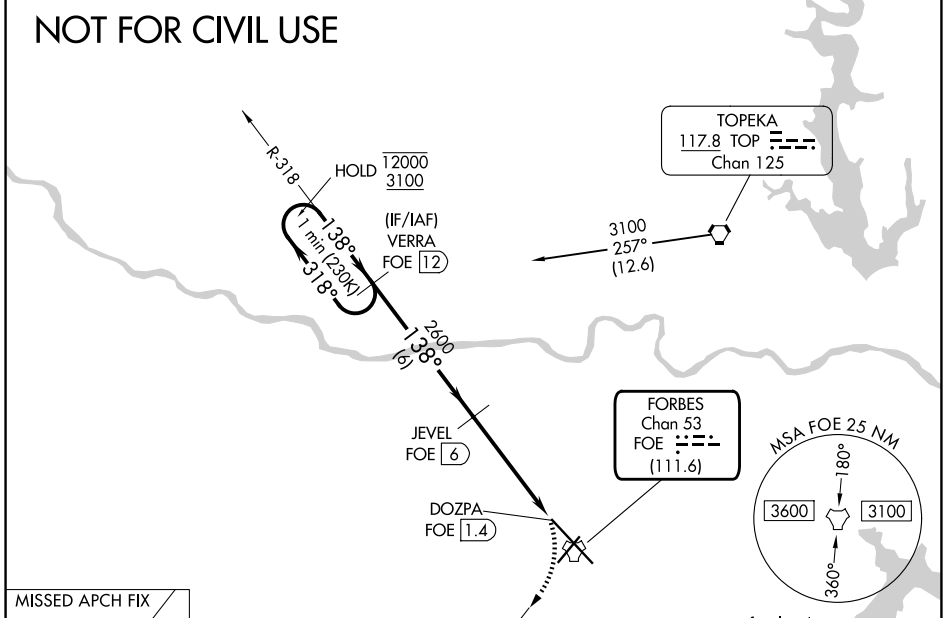 NOT FOR CIVIL USE
R-318
HOLD 12000
3100
138°
1 min (230K)
318°
(IF/IAF)
VERRA
FOE 12
TOPEKA
117.8 TOP
Chan 125
3100
257°
(12.6)
2600
138°
(6)
JEVEL
FOE 6
FORBES
Chan 53
FOE
(111.6)
DOZPA
FOE 1.4
MSA FOE 25 NM
180°
3600
3100
360°
MISSED APCH FIX